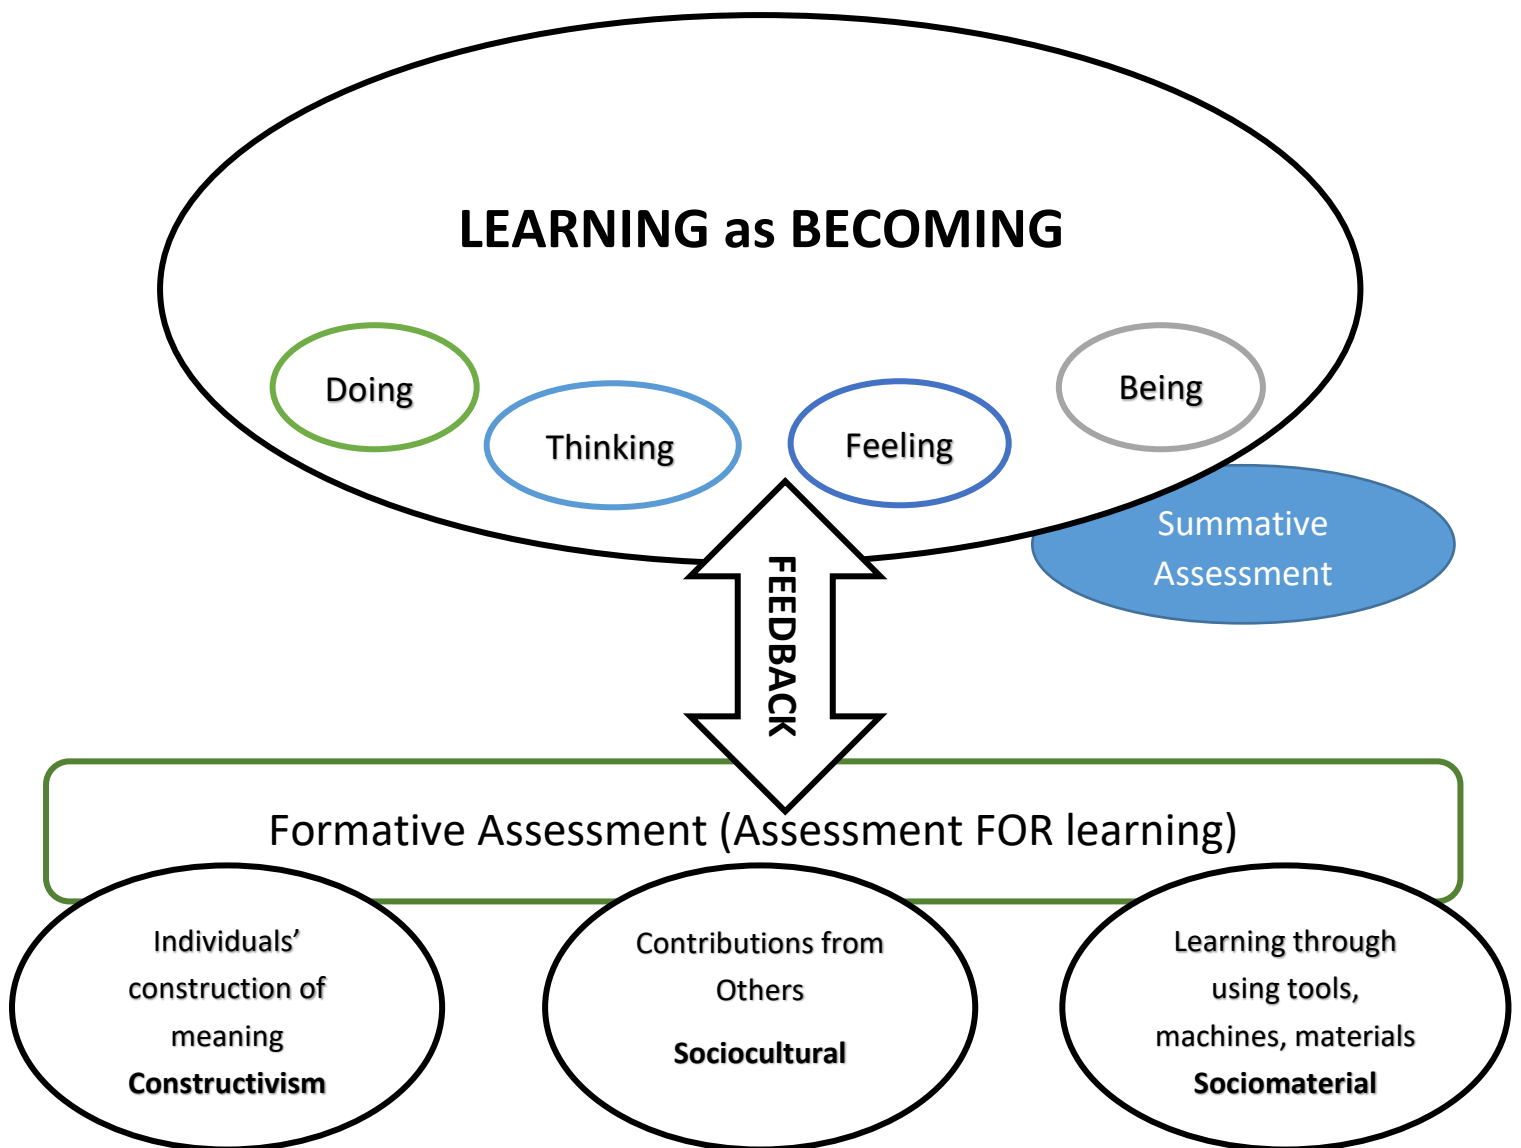 LEARNING as BECOMING
Doing
Thinking
Feeling
Being
Summative
Assessment
FEEDBACK
Formative Assessment (Assessment FOR learning)
Individuals’
construction of
meaning
Constructivism
Contributions from
Others
Sociocultural
Learning through
using tools,
machines, materials
Sociomaterial